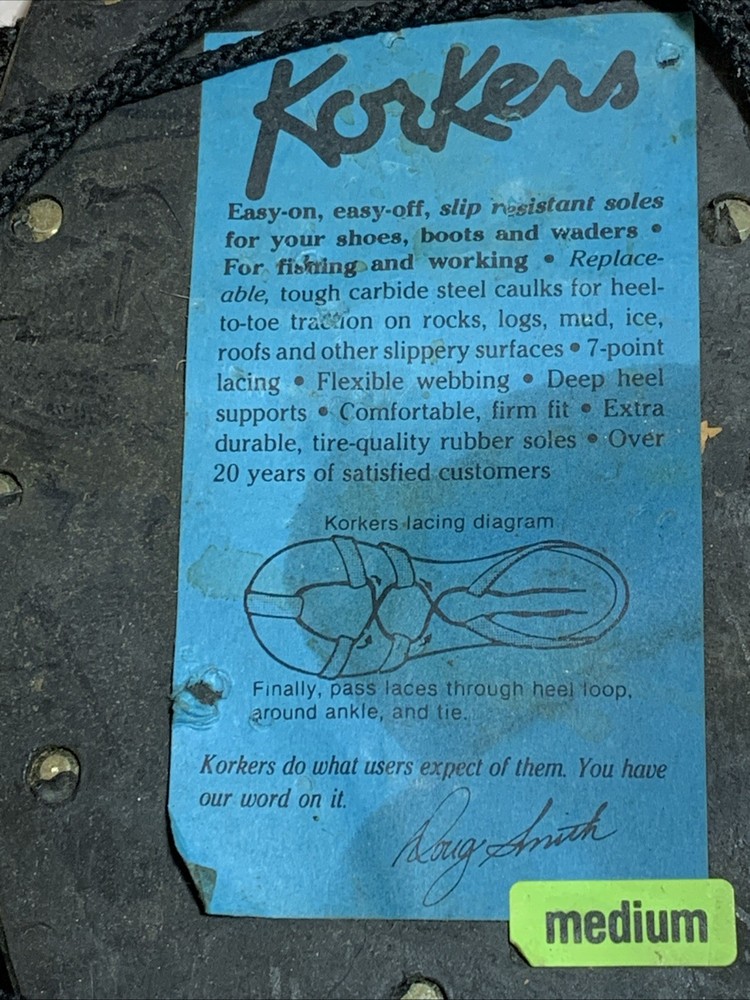 Korkers
Easy-on, easy-off, slip resistant soles
for your shoes, boots and waders •
For fishing and working • Replace-
able, tough carbide steel caulks for heel-
to-toe traction on rocks, logs, mud, ice,
roofs and other slippery surfaces • 7-point
lacing • Flexible webbing • Deep heel
supports • Comfortable, firm fit • Extra
durable, tire-quality rubber soles • Over
20 years of satisfied customers
Korkers lacing diagram
Finally, pass laces through heel loop,
around ankle, and tie.
Korkers do what users expect of them. You have
our word on it.
Doug Smith
medium